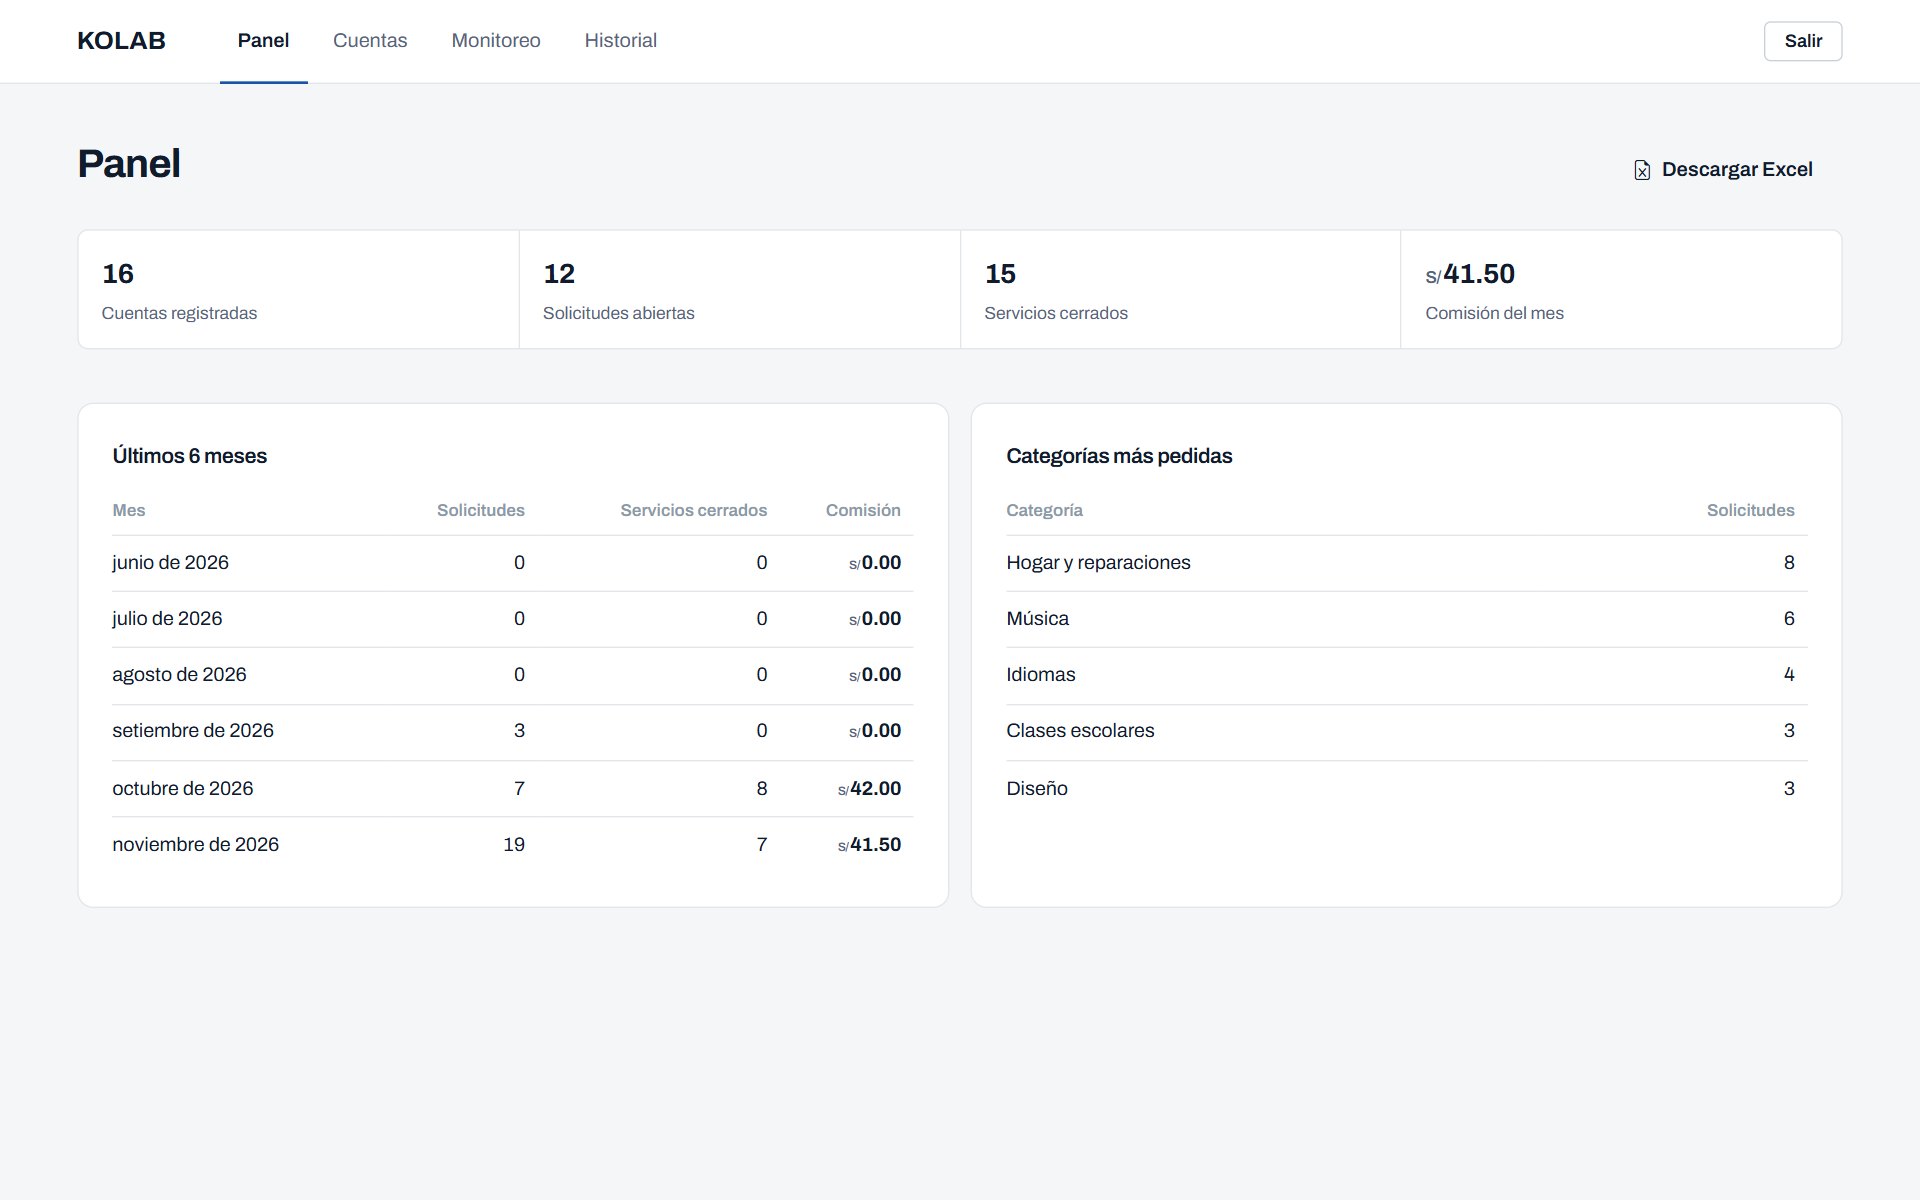 KOLAB Panel Cuentas Monitoreo Historial Salir
Panel Descargar Excel
16 12 15 S/41.50
Cuentas registradas Solicitudes abiertas Servicios cerrados Comisión del mes
Últimos 6 meses
Mes Solicitudes Servicios cerrados Comisión
junio de 2026 0 0 S/0.00
julio de 2026 0 0 S/0.00
agosto de 2026 0 0 S/0.00
setiembre de 2026 3 0 S/0.00
octubre de 2026 7 8 S/42.00
noviembre de 2026 19 7 S/41.50
Categorías más pedidas
Categoría Solicitudes
Hogar y reparaciones 8
Música 6
Idiomas 4
Clases escolares 3
Diseño 3